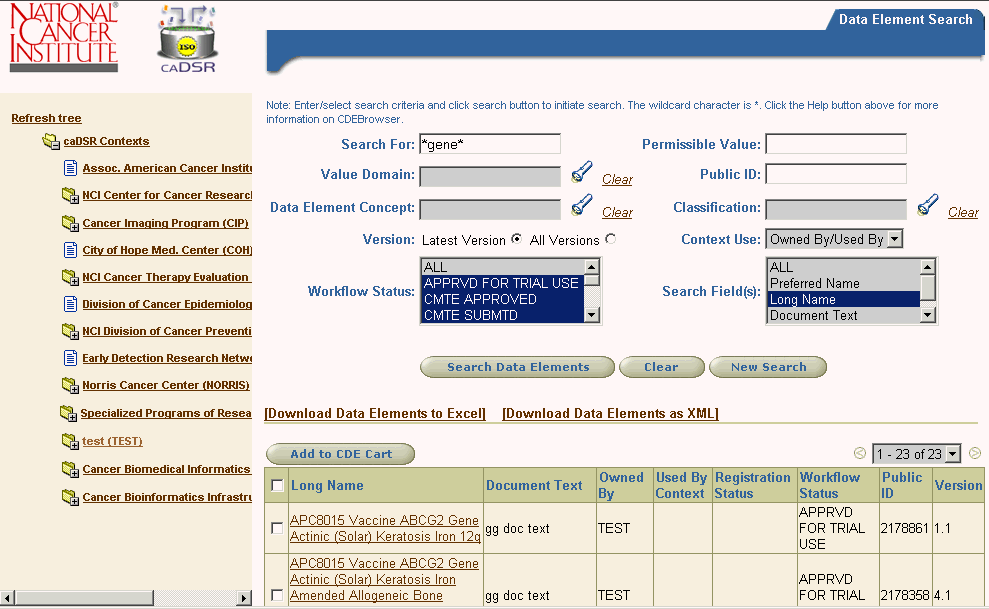 NATIONAL
CANCER
INSTITUTE
ISO
caDSR
Data Element Search
Refresh tree
caDSR Contexts
Assoc. American Cancer Institu
NCI Center for Cancer Researcl
Cancer Imaging Program (CIP)
City of Hope Med. Center (COH)
NCI Cancer Therapy Evaluation
Division of Cancer Epidemiolog
NCI Division of Cancer Preventi
Early Detection Research Netwo
Norris Cancer Center (NORRIS)
Specialized Programs of Resea
test (TEST)
Cancer Biomedical Informatics
Cancer Bioinformatics Infrastru
Note: Enter/select search criteria and click search button to initiate search. The wildcard character is *. Click the Help button above for more
information on CDEBrowser.
Search For: *gene* Permissible Value:
Value Domain: Clear Public ID:
Data Element Concept: Clear Classification: Clear
Version: Latest Version All Versions Context Use: Owned By/Used By
Workflow Status:
ALL
APPRVD FOR TRIAL USE
CMTE APPROVED
CMTE SUBMTD
Search Field(s):
ALL
Preferred Name
Long Name
Document Text
Search Data Elements Clear New Search
[Download Data Elements to Excel] [Download Data Elements as XML]
Add to CDE Cart 1 - 23 of 23
Long Name Document Text Owned By Used By Context Registration Status Workflow Status Public ID Version
APC8015 Vaccine ABCG2 Gene
Actinic (Solar) Keratosis Iron 12q
gg doc text TEST
APPRVD
FOR TRIAL
USE
2178861 1.1
APC8015 Vaccine ABCG2 Gene
Actinic (Solar) Keratosis Iron
Amended Allogeneic Bone
gg doc text TEST
APPRVD
FOR TRIAL
2178358 4.1